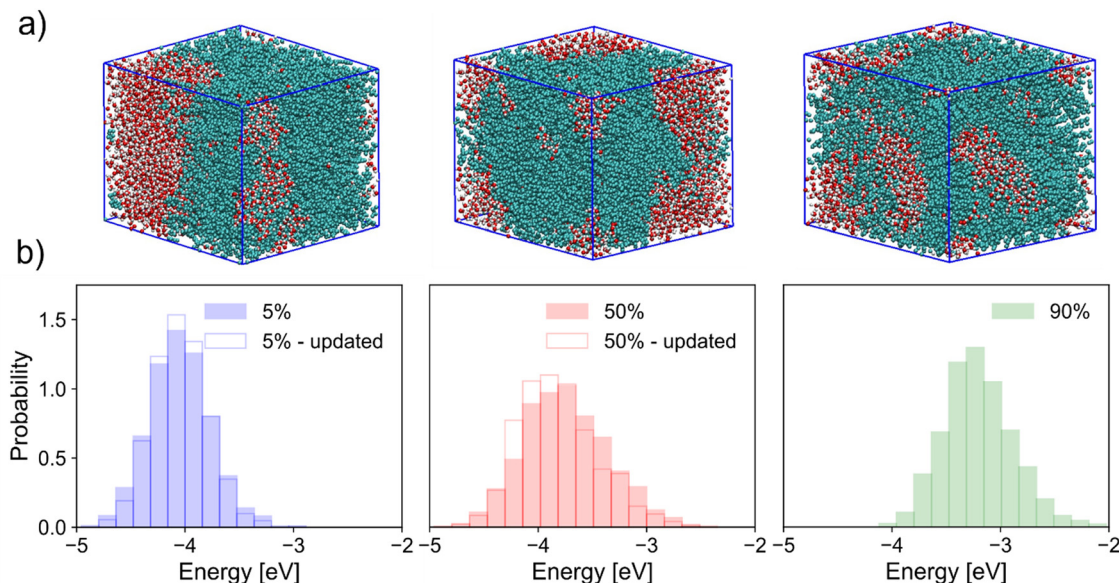 a)
b)
5%
5% - updated
50%
50% - updated
90%
Probability
1.5
1.0
0.5
0.0
−5 −4 −3 −2
−5 −4 −3 −2
−5 −4 −3 −2
Energy [eV] Energy [eV] Energy [eV]